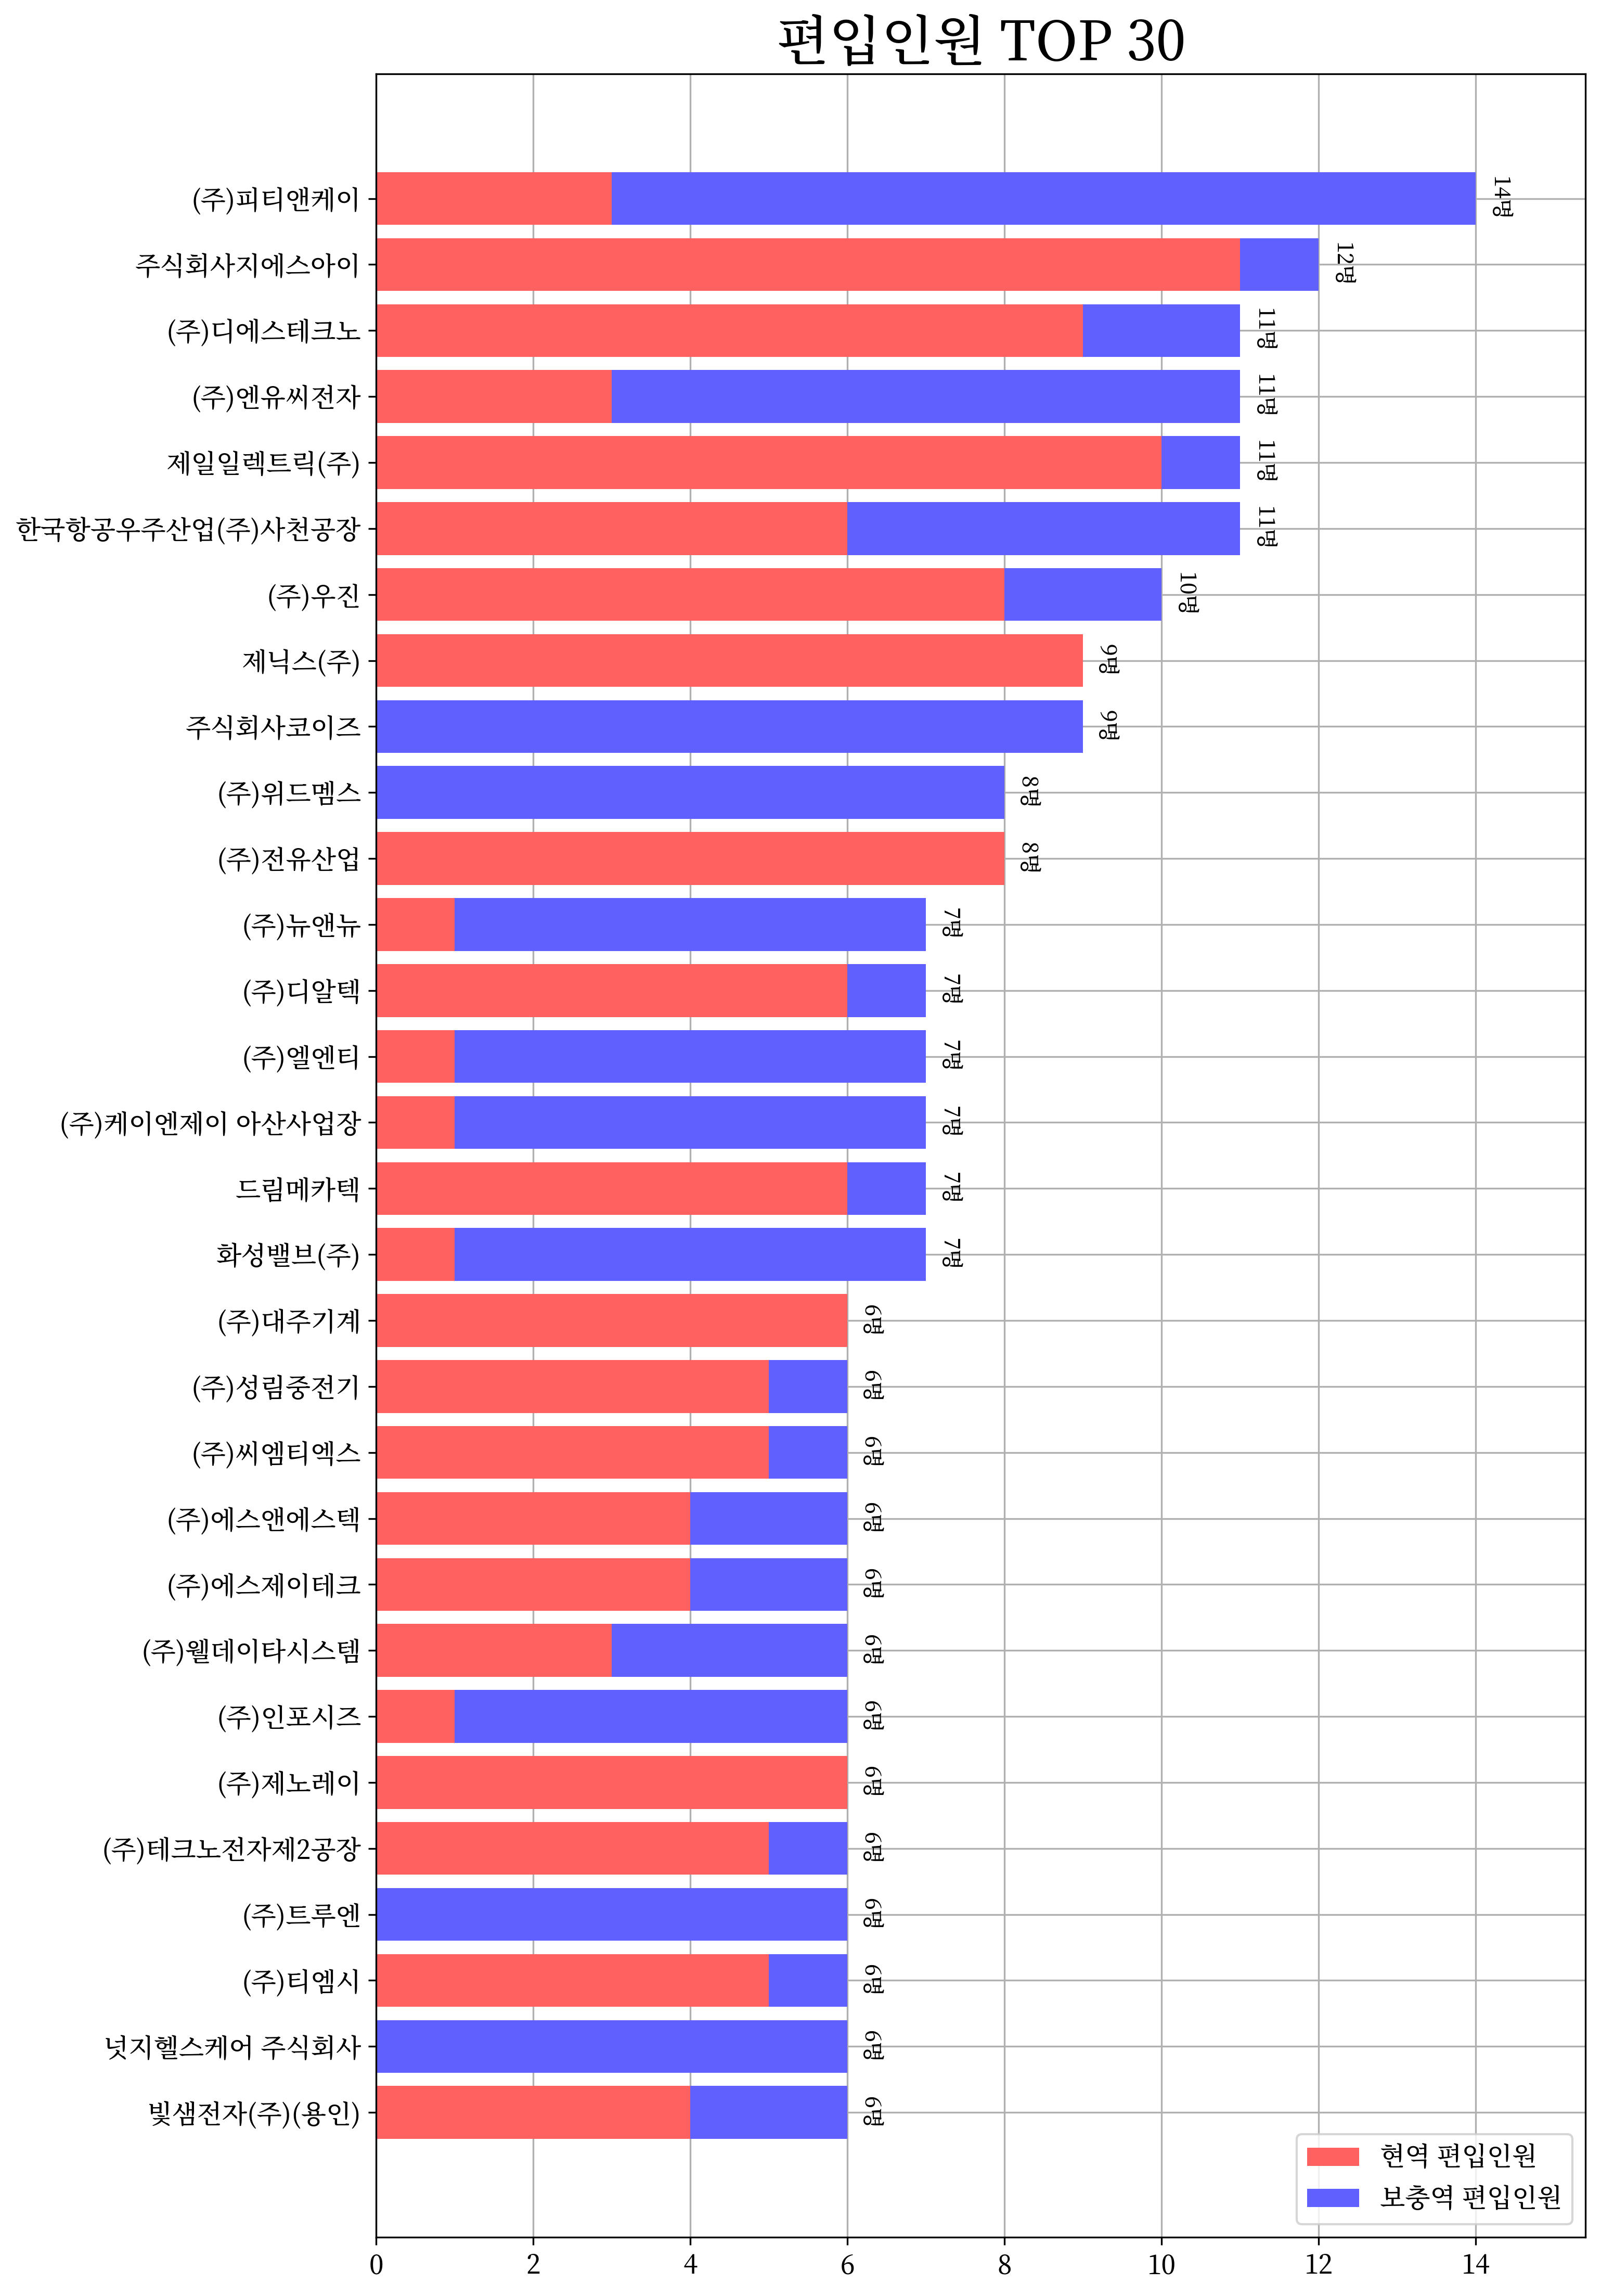 편입인원 TOP 30
(주)피티앤케이 14명
주식회사지에스아이 12명
(주)디에스테크노 11명
(주)엔유씨전자 11명
제일일렉트릭(주) 11명
한국항공우주산업(주)사천공장 11명
(주)우진 10명
제닉스(주) 9명
주식회사코이즈 9명
(주)위드멤스 8명
(주)전유산업 8명
(주)뉴앤뉴 7명
(주)디알텍 7명
(주)엘엔티 7명
(주)케이엔제이 아산사업장 7명
드림메카텍 7명
화성밸브(주) 7명
(주)대주기계 6명
(주)성림중전기 6명
(주)씨엠티엑스 6명
(주)에스앤에스텍 6명
(주)에스제이테크 6명
(주)웰데이타시스템 6명
(주)인포시즈 6명
(주)제노레이 6명
(주)테크노전자제2공장 6명
(주)트루엔 6명
(주)티엠시 6명
넛지헬스케어 주식회사 6명
빛샘전자(주)(용인) 6명
현역 편입인원
보충역 편입인원
0 2 4 6 8 10 12 14